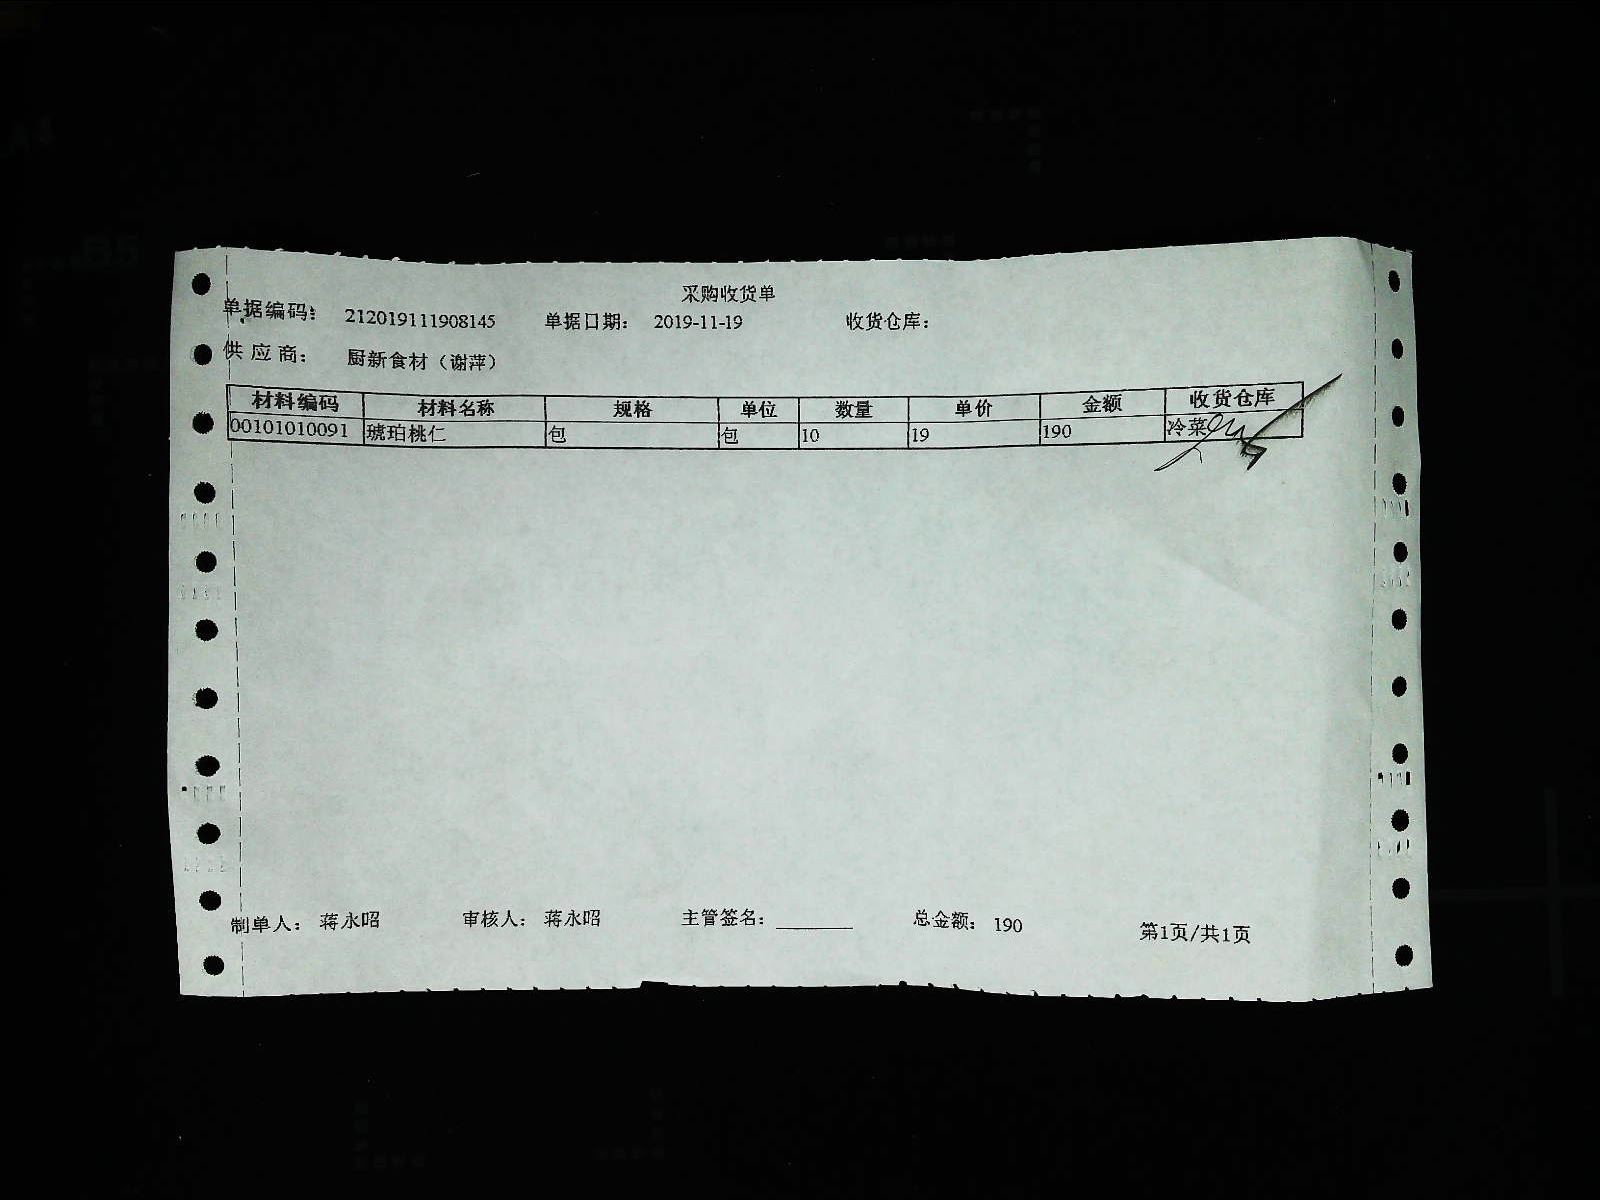 采购收货单
单据编码： 212019111908145 单据日期： 2019-11-19 收货仓库：
供应商： 厨新食材（谢萍）
材料编码 材料名称 规格 单位 数量 单价 金额 收货仓库
00101010091 琥珀桃仁 包 包 10 19 190 冷菜
制单人： 蒋永昭 审核人： 蒋永昭 主管签名： 总金额： 190 第1页/共1页